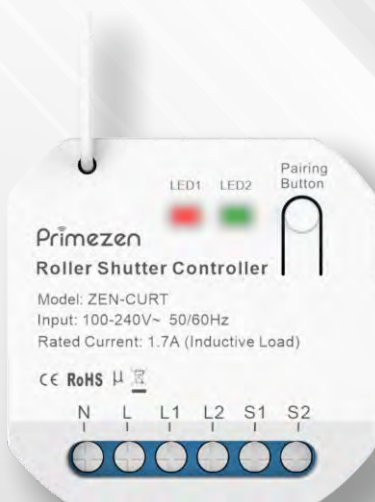 Pairing
LED1 LED2 Button
Primezen
Roller Shutter Controller
Model: ZEN-CURT
Input: 100-240V~ 50/60Hz
Rated Current: 1.7A (Inductive Load)
CE RoHS
N L L1 L2 S1 S2